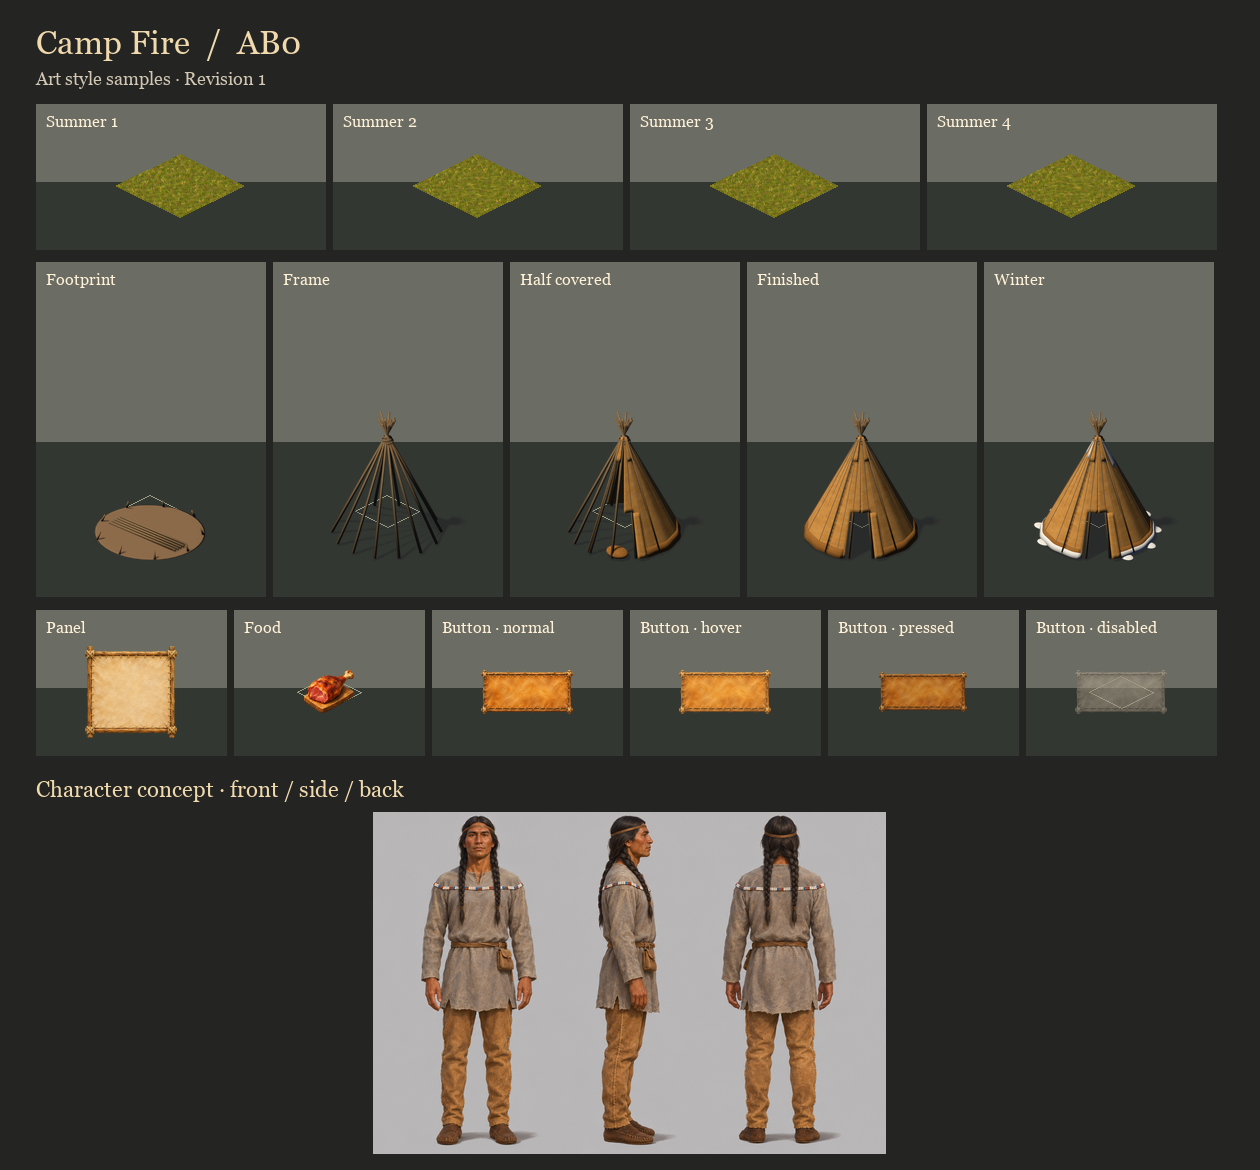 Camp Fire / AB0
Art style samples · Revision 1
Summer 1
Summer 2
Summer 3
Summer 4
Footprint
Frame
Half covered
Finished
Winter
Panel
Food
Button · normal
Button · hover
Button · pressed
Button · disabled
Character concept · front / side / back